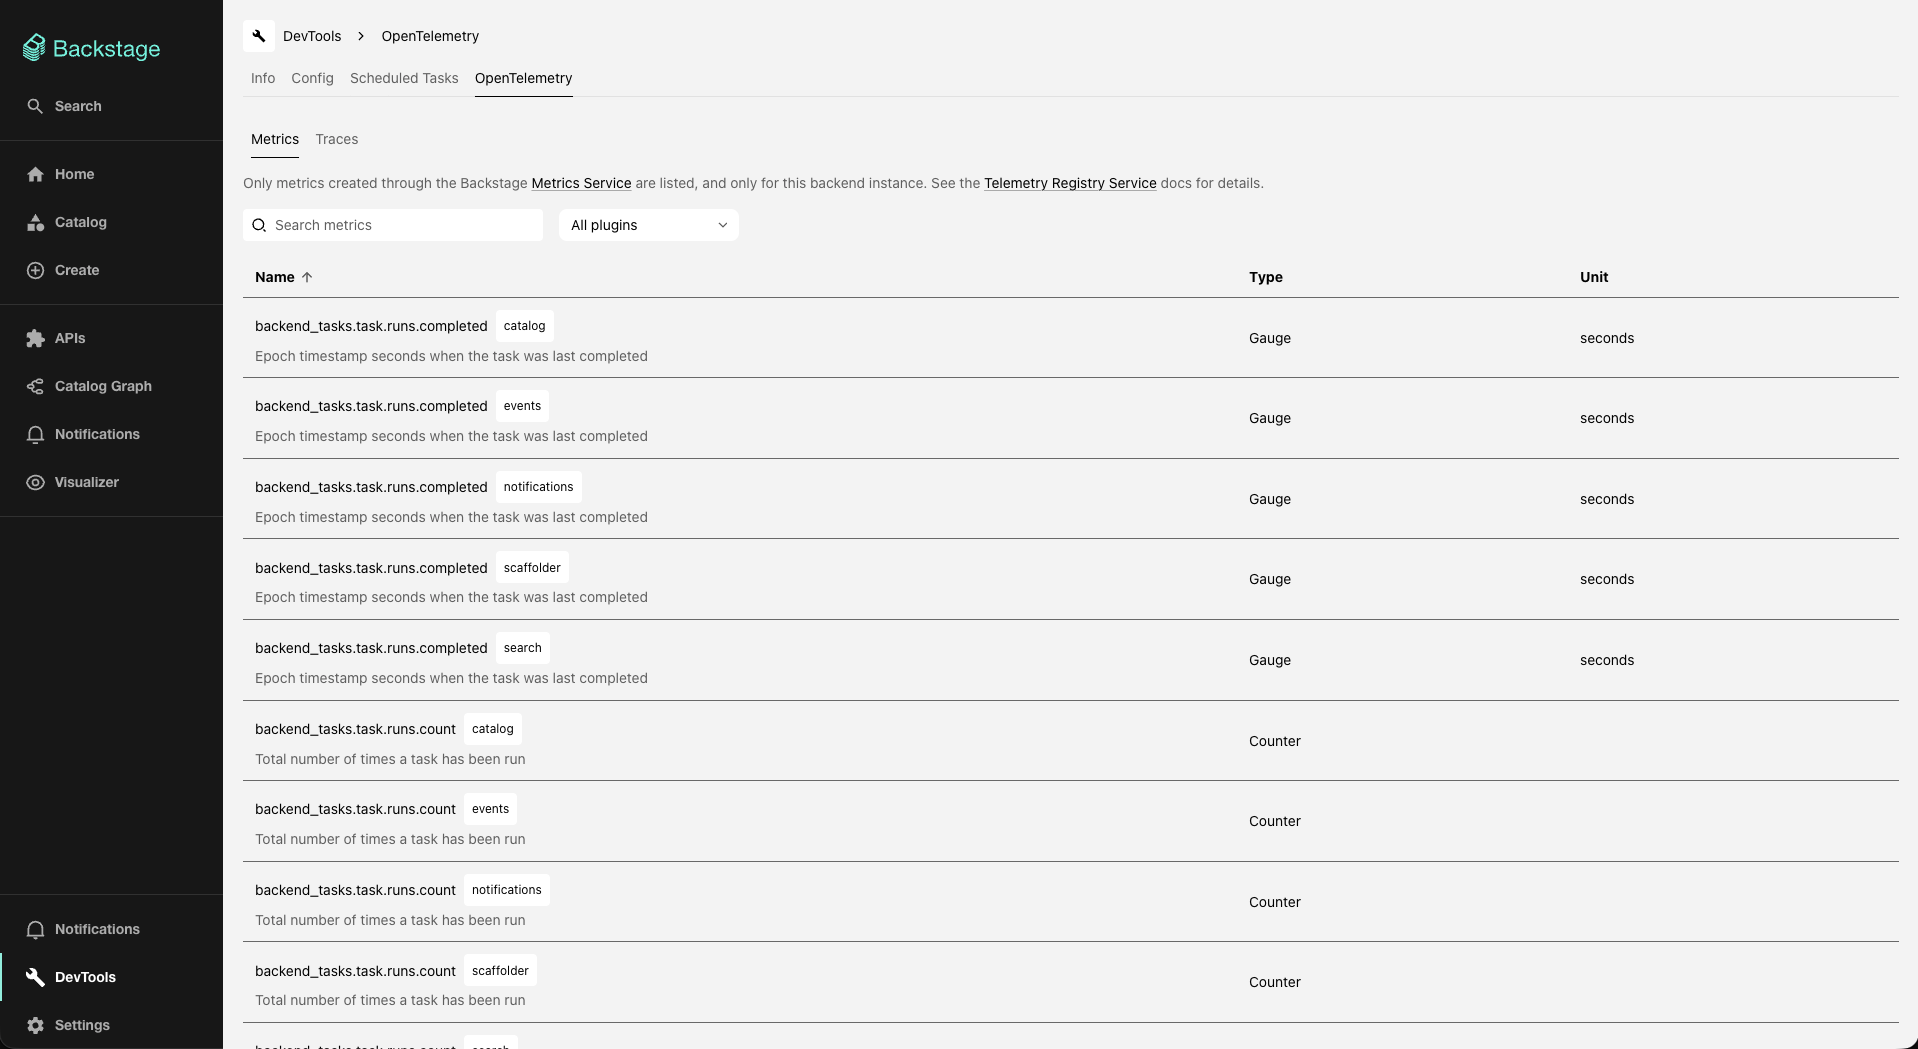 Backstage
Search
Home
Catalog
Create
APIs
Catalog Graph
Notifications
Visualizer
Notifications
DevTools
Settings
DevTools > OpenTelemetry
Info Config Scheduled Tasks OpenTelemetry
Metrics Traces
Only metrics created through the Backstage Metrics Service are listed, and only for this backend instance. See the Telemetry Registry Service docs for details.
Search metrics All plugins
Name Type Unit
backend_tasks.task.runs.completed catalog
Epoch timestamp seconds when the task was last completed
Gauge seconds
backend_tasks.task.runs.completed events
Epoch timestamp seconds when the task was last completed
Gauge seconds
backend_tasks.task.runs.completed notifications
Epoch timestamp seconds when the task was last completed
Gauge seconds
backend_tasks.task.runs.completed scaffolder
Epoch timestamp seconds when the task was last completed
Gauge seconds
backend_tasks.task.runs.completed search
Epoch timestamp seconds when the task was last completed
Gauge seconds
backend_tasks.task.runs.count catalog
Total number of times a task has been run
Counter
backend_tasks.task.runs.count events
Total number of times a task has been run
Counter
backend_tasks.task.runs.count notifications
Total number of times a task has been run
Counter
backend_tasks.task.runs.count scaffolder
Total number of times a task has been run
Counter